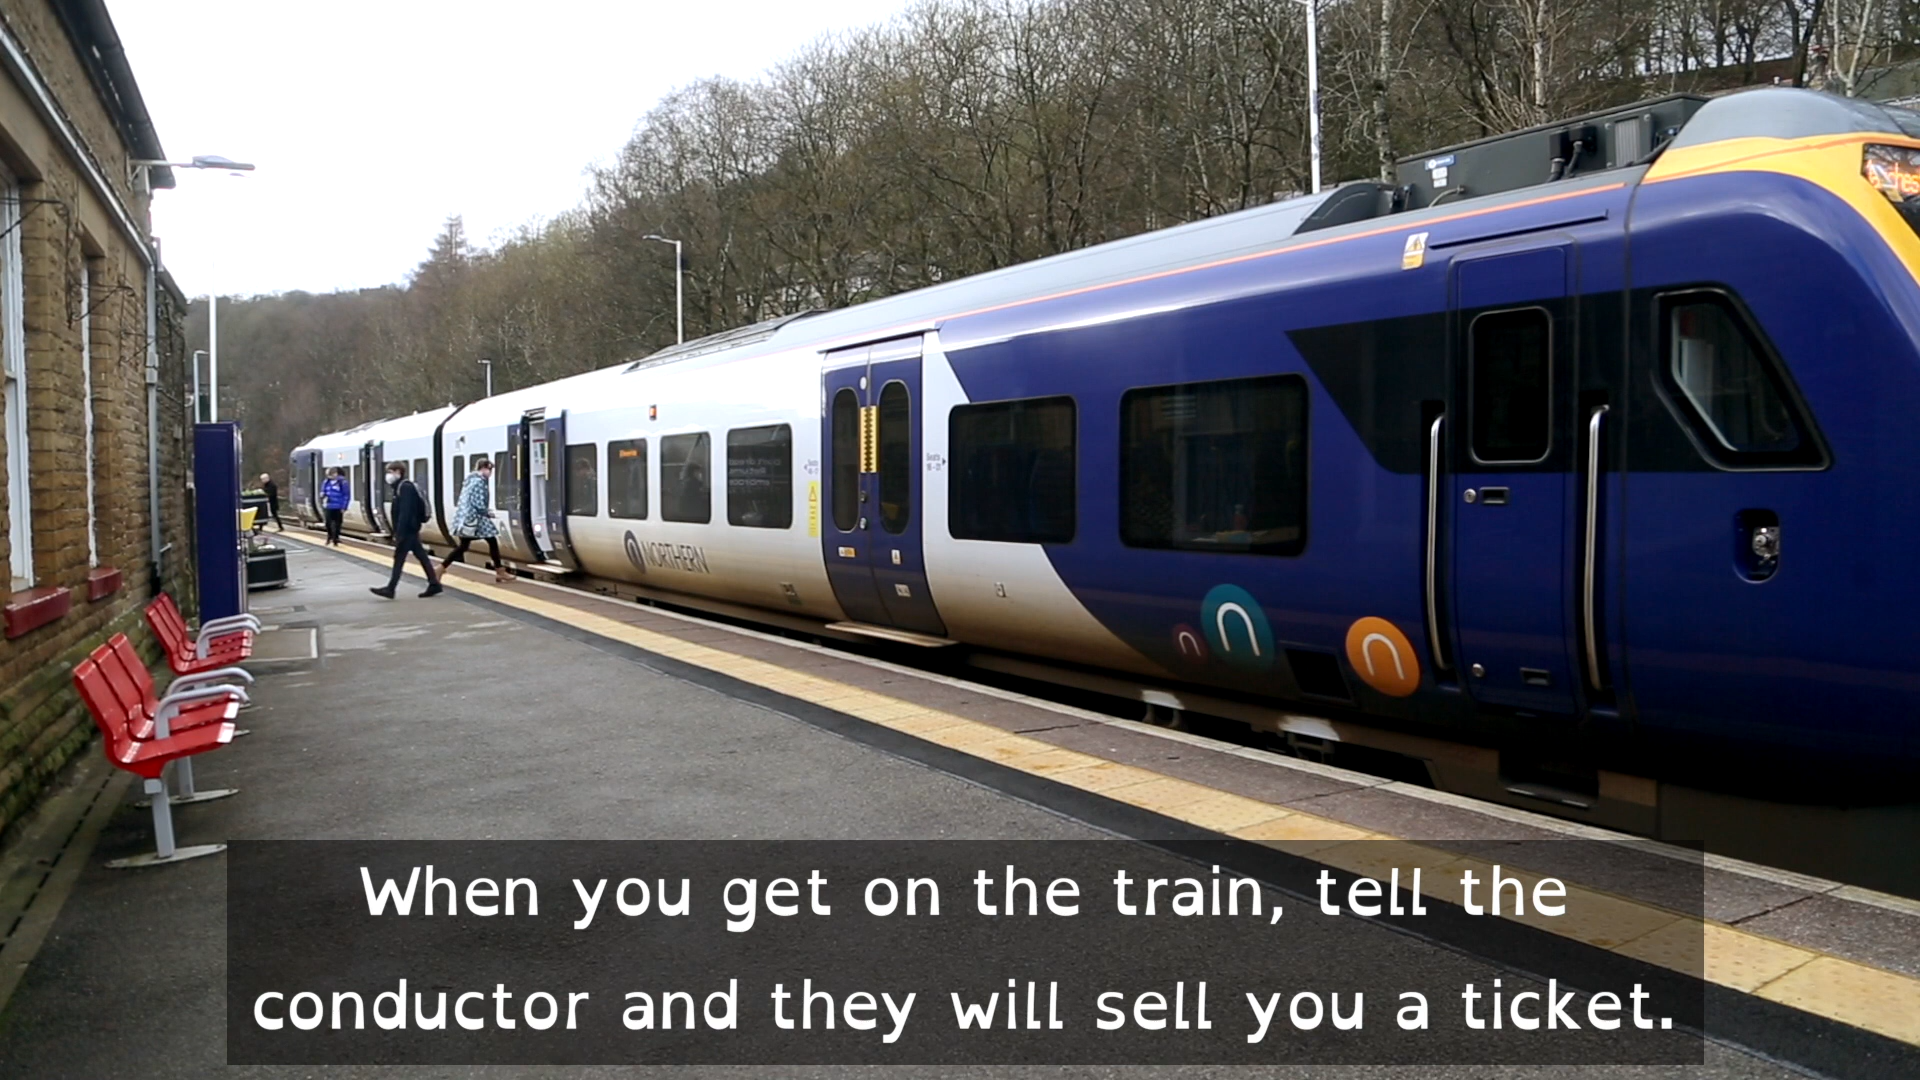 NORTHERN
When you get on the train, tell the
conductor and they will sell you a ticket.